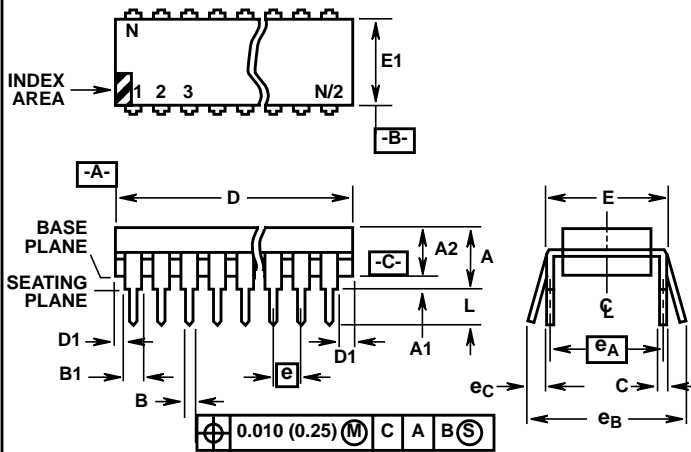 N
E1
INDEX
AREA
1 2 3 N/2
-B-
-A-
D
E
BASE
PLANE
A2
A
-C-
SEATING
PLANE
L
CL
D1
A1
D1
eA
B1
e
eC
C
B
eB
0.010 (0.25) M C A B S